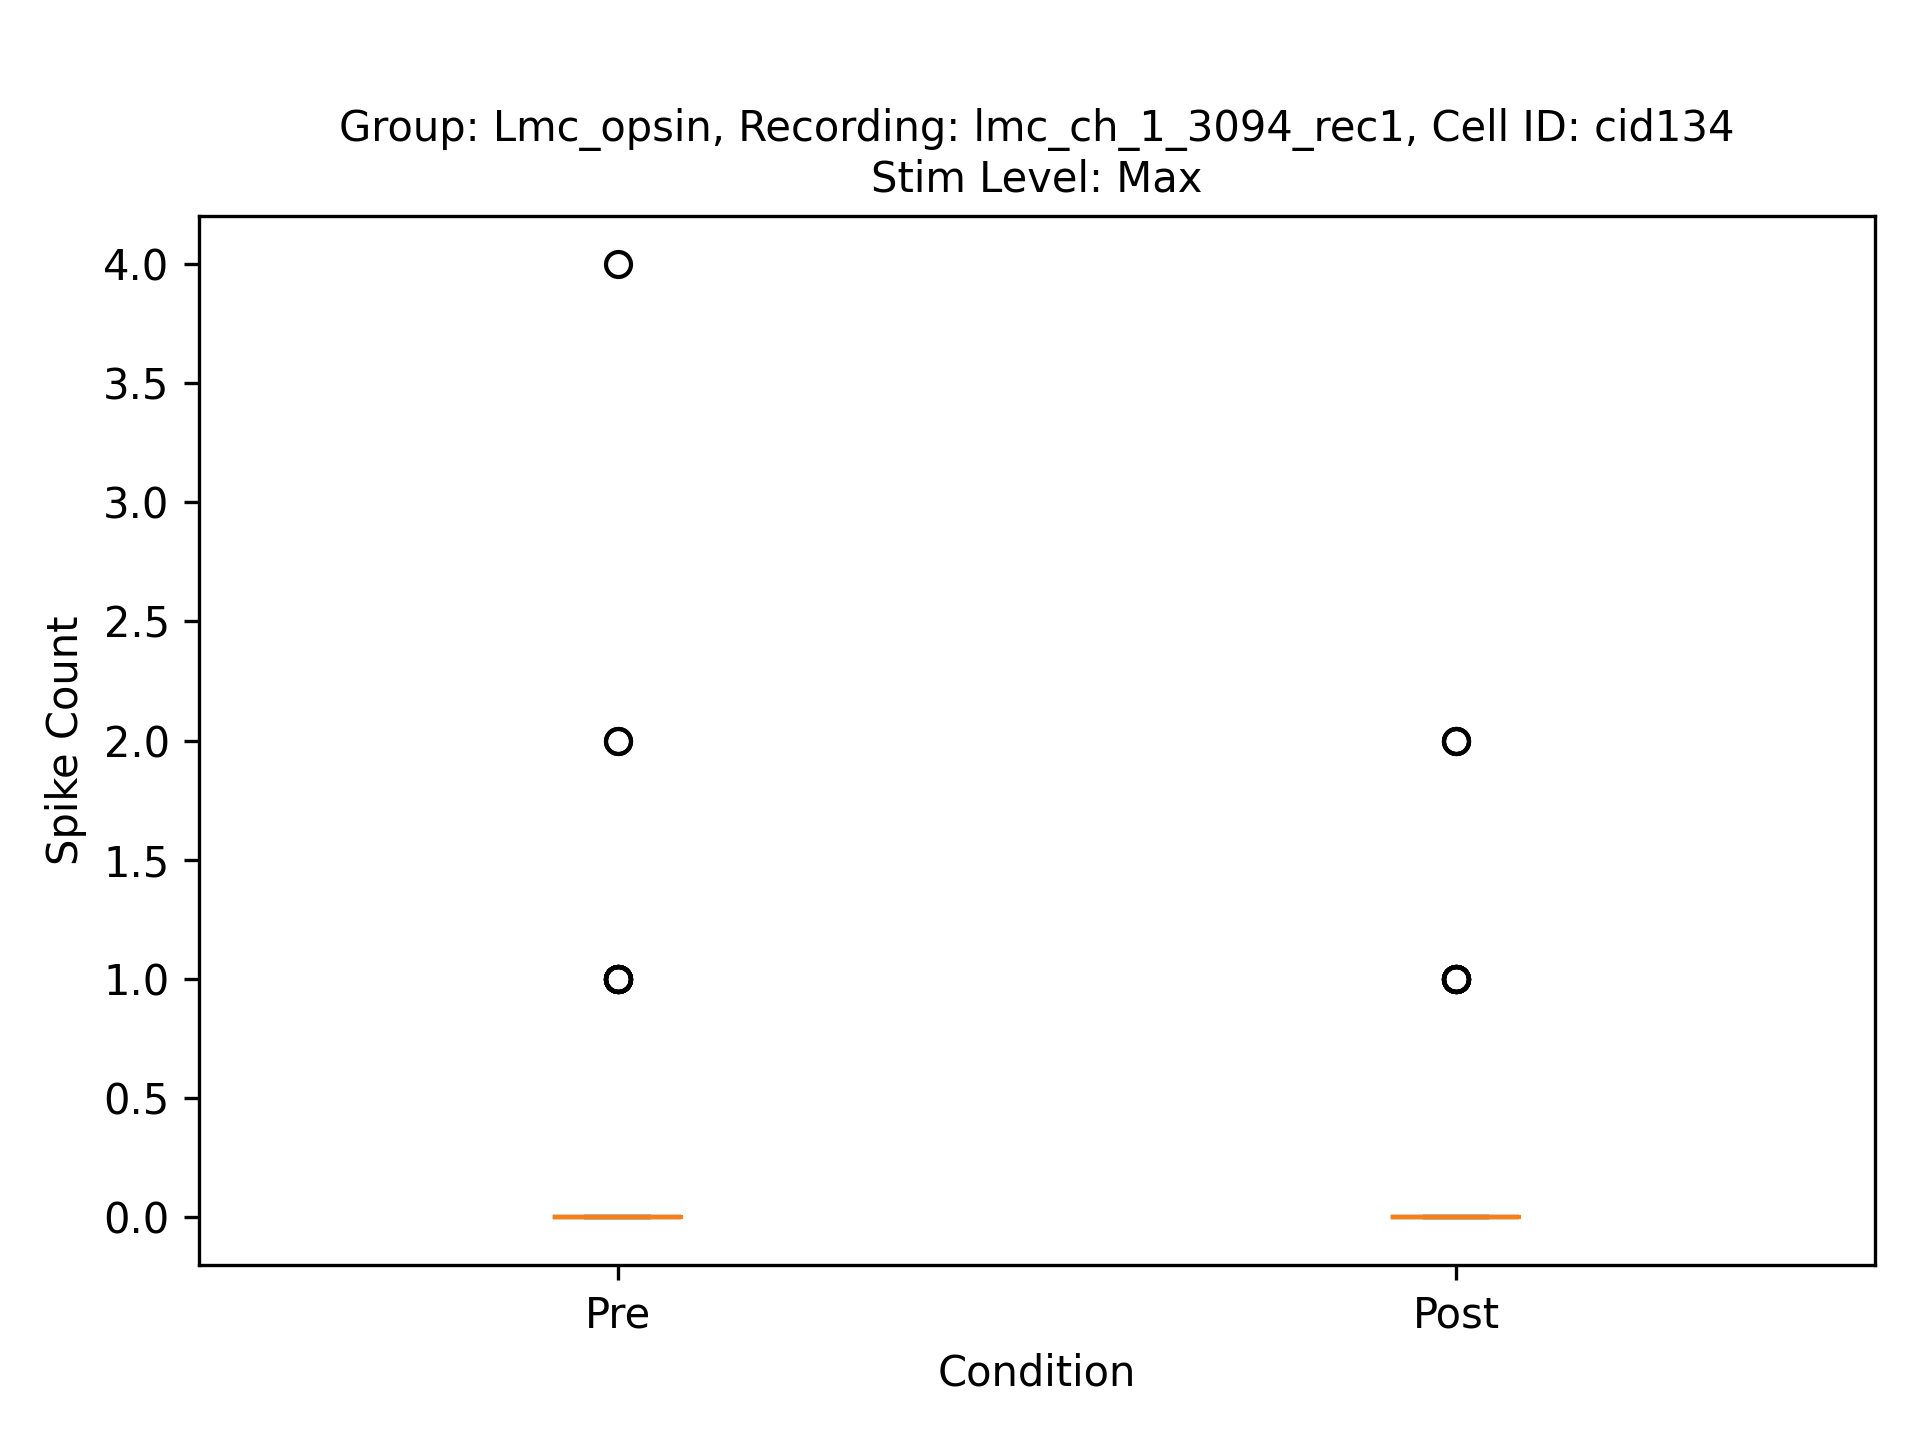 Group: Lmc_opsin, Recording: lmc_ch_1_3094_rec1, Cell ID: cid134
Stim Level: Max
4.0
3.5
3.0
2.5
2.0
1.5
1.0
0.5
0.0
Spike Count
Pre
Post
Condition